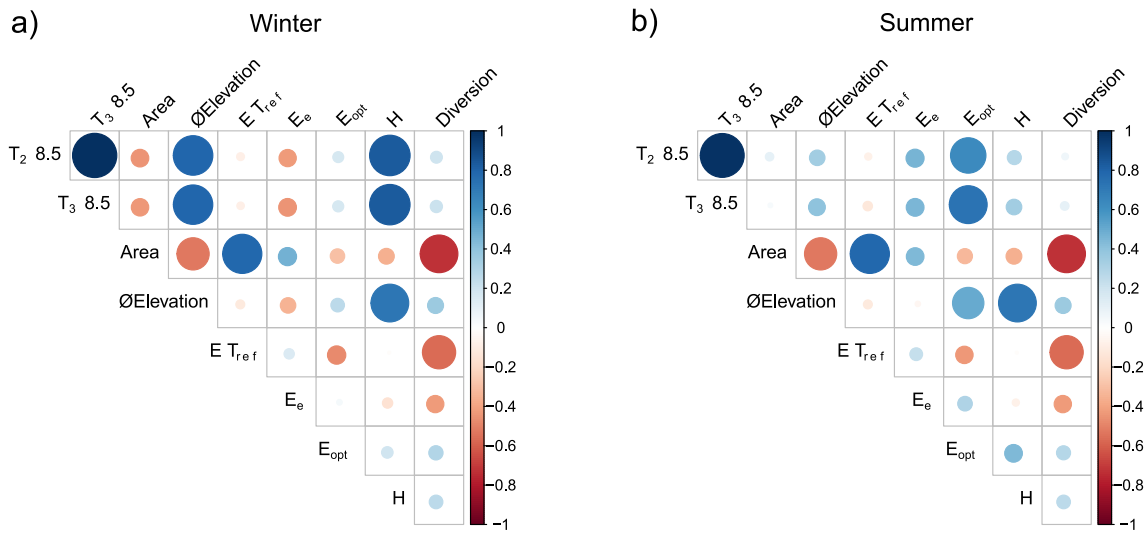 a) Winter
T3 8.5 Area ØElevation E Tref Ee Eopt H Diversion
T2 8.5
T3 8.5
Area
ØElevation
E Tref
Ee
Eopt
H
1
0.8
0.6
0.4
0.2
0
−0.2
−0.4
−0.6
−0.8
−1
b) Summer
T3 8.5 Area ØElevation E Tref Ee Eopt H Diversion
T2 8.5
T3 8.5
Area
ØElevation
E Tref
Ee
Eopt
H
1
0.8
0.6
0.4
0.2
0
−0.2
−0.4
−0.6
−0.8
−1